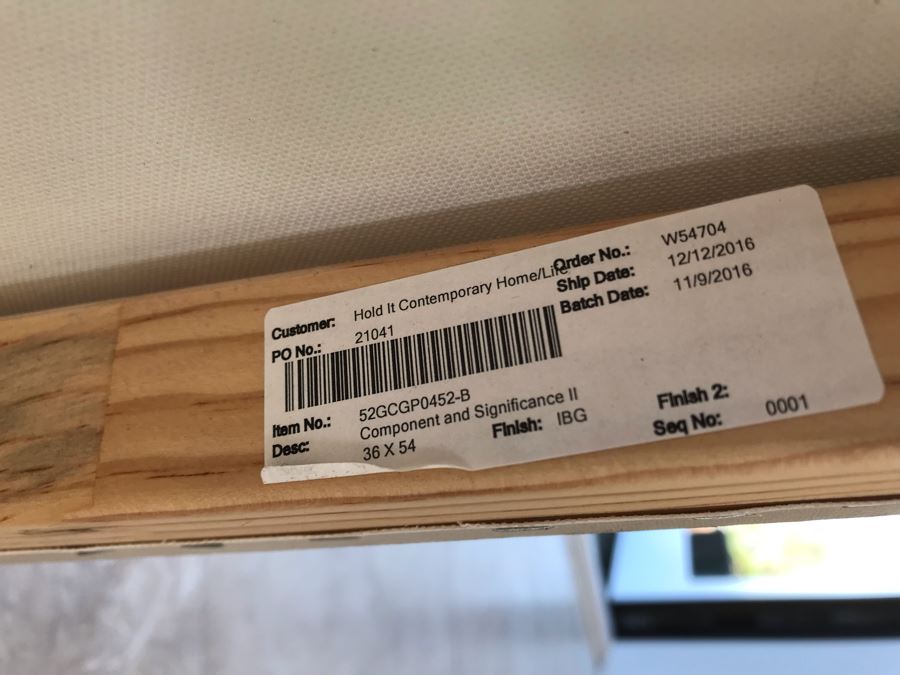 Customer: Hold It Contemporary Home/Life
PO No.: 21041
Order No.: W54704
Ship Date: 12/12/2016
Batch Date: 11/9/2016
Item No.: 52GCGP0452-B
Desc: Component and Significance II
36 X 54
Finish: IBG
Finish 2:
Seq No: 0001